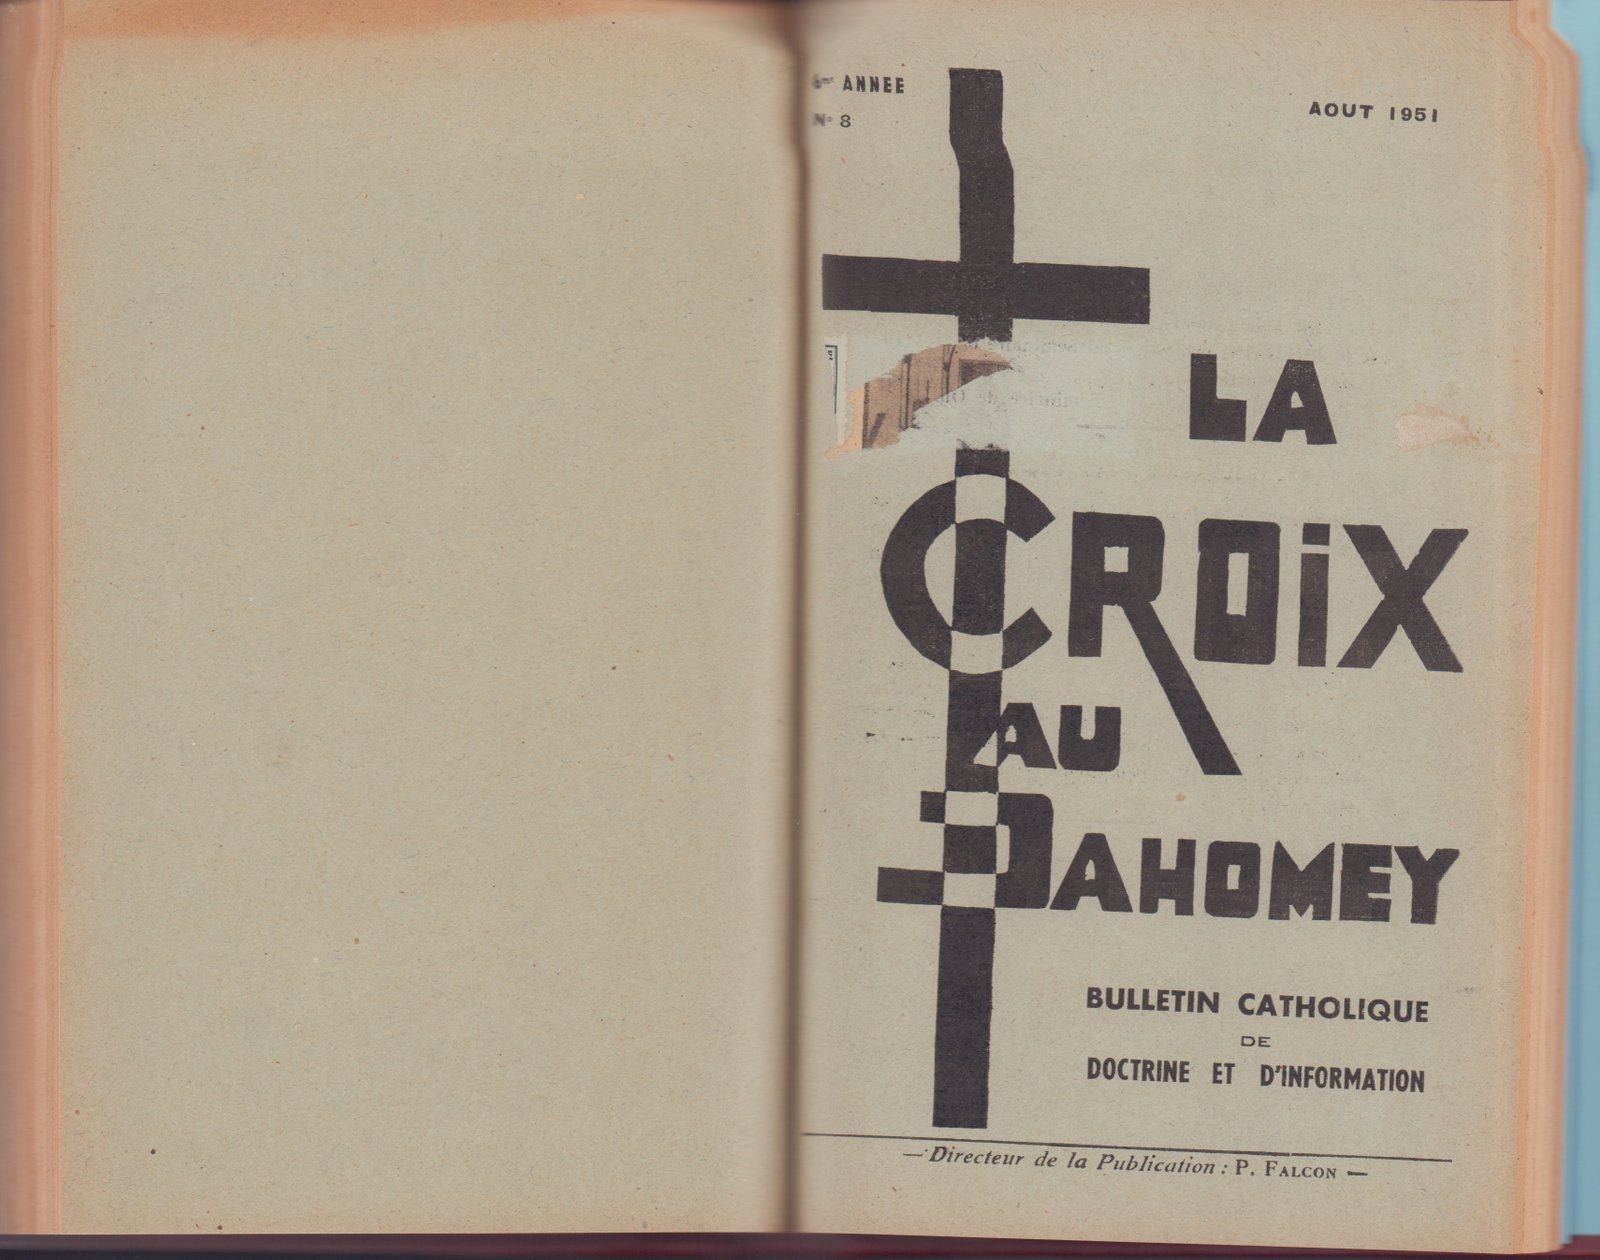 6me ANNEE
N° 8
AOUT 1951
LA
CROiX
AU
DAHOMEY
BULLETIN CATHOLIQUE
DE
DOCTRINE ET D'INFORMATION
— Directeur de la Publication : P. FALCON —